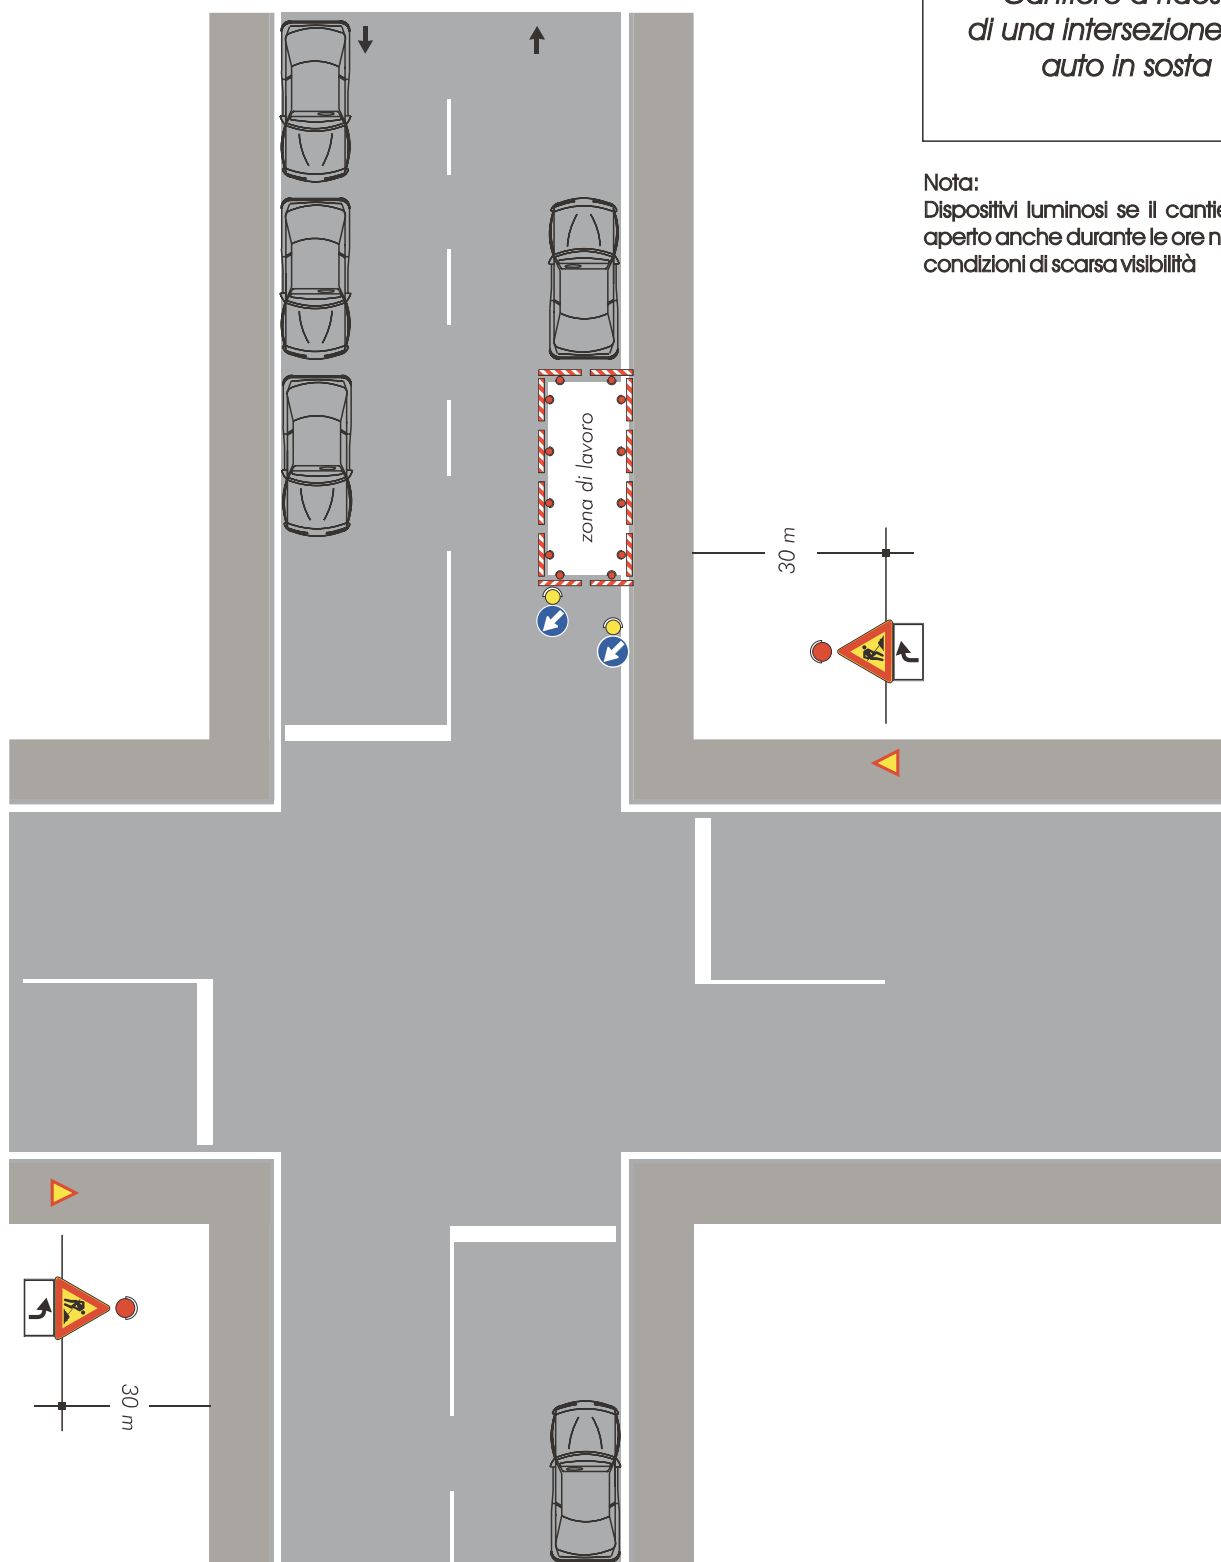 di una intersezione
auto in sosta
Nota:
Dispositivi luminosi se il
aperto anche durante le ore
condizioni di scarsa visibilità
zona di lavoro
30 m
30 m